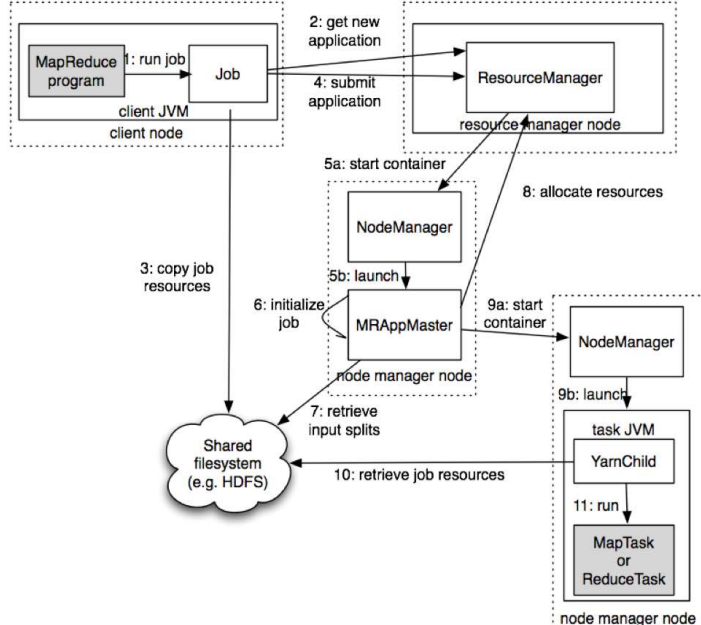 2: get new
application
MapReduce
program
1: run job
Job
4: submit
application
ResourceManager
client JVM
client node
resource manager node
5a: start container
8: allocate resources
NodeManager
3: copy job
resources
5b: launch
6: initialize
job
MRAppMaster
9a: start
container
NodeManager
node manager node
9b: launch
7: retrieve
input splits
task JVM
Shared
filesystem
(e.g. HDFS)
YarnChild
10: retrieve job resources
11: run
MapTask
or
ReduceTask
node manager node